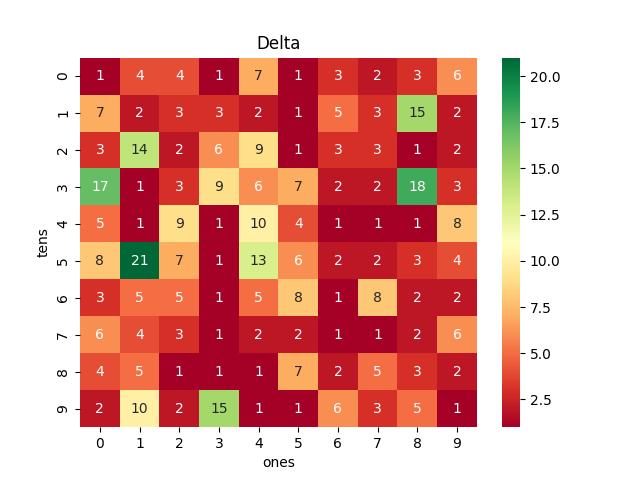 Delta
0 1 4 4 1 7 1 3 2 3 6
1 7 2 3 3 2 1 5 3 15 2
2 3 14 2 6 9 1 3 3 1 2
3 17 1 3 9 6 7 2 2 18 3
4 5 1 9 1 10 4 1 1 1 8
5 8 21 7 1 13 6 2 2 3 4
6 3 5 5 1 5 8 1 8 2 2
7 6 4 3 1 2 2 1 1 2 6
8 4 5 1 1 1 7 2 5 3 2
9 2 10 2 15 1 1 6 3 5 1
0 1 2 3 4 5 6 7 8 9
ones
tens
20.0
17.5
15.0
12.5
10.0
7.5
5.0
2.5